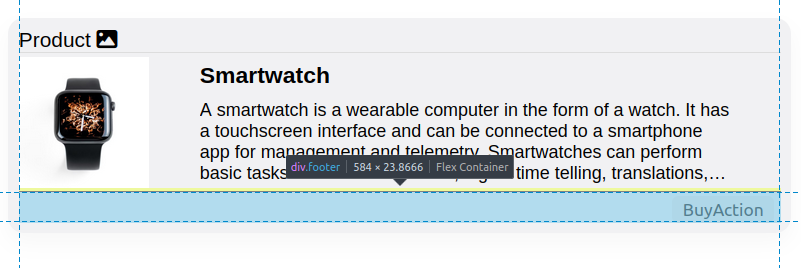 Product
Smartwatch
A smartwatch is a wearable computer in the form of a watch. It has
a touchscreen interface and can be connected to a smartphone
app for management and telemetry. Smartwatches can perform
basic tasks time telling, translations,…
div.footer 584 × 23.8666 Flex Container
BuyAction